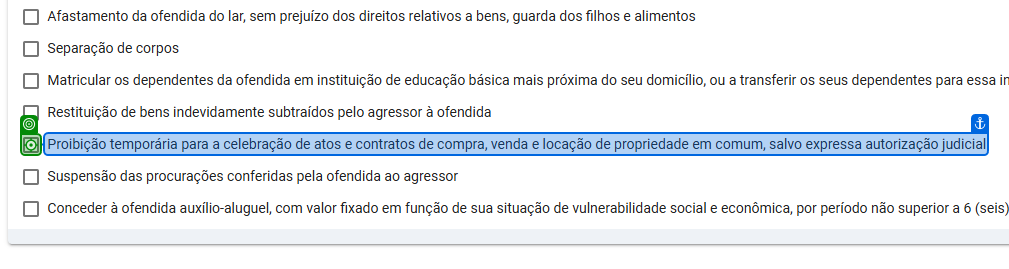 Afastamento da ofendida do lar, sem prejuízo dos direitos relativos a bens, guarda dos filhos e alimentos
Separação de corpos
Matricular os dependentes da ofendida em instituição de educação básica mais próxima do seu domicílio, ou a transferir os seus dependentes para essa in
Restituição de bens indevidamente subtraídos pelo agressor à ofendida
Proibição temporária para a celebração de atos e contratos de compra, venda e locação de propriedade em comum, salvo expressa autorização judicial
Suspensão das procurações conferidas pela ofendida ao agressor
Conceder à ofendida auxílio-aluguel, com valor fixado em função de sua situação de vulnerabilidade social e econômica, por período não superior a 6 (seis)